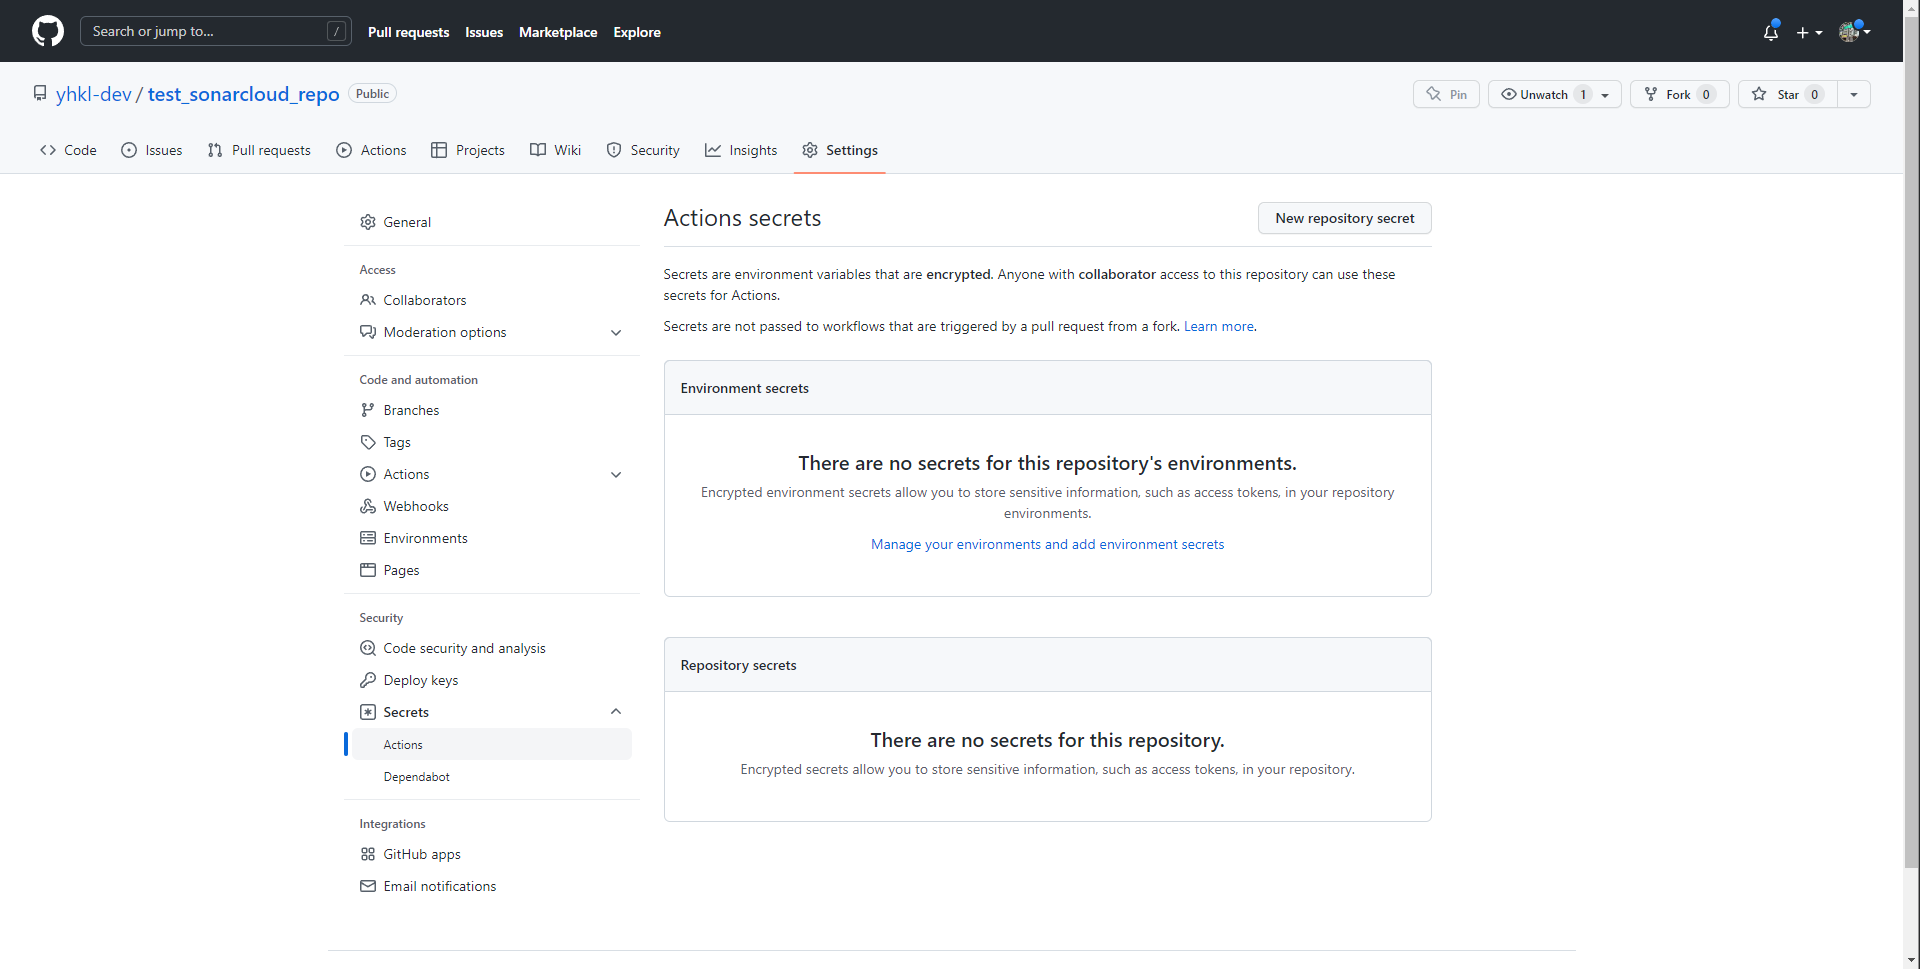 Search or jump to... /
Pull requests Issues Marketplace Explore
yhkl-dev / test_sonarcloud_repo Public
Pin Unwatch 1 Fork 0 Star 0
Code Issues Pull requests Actions Projects Wiki Security Insights Settings
General
Access
Collaborators
Moderation options
Code and automation
Branches
Tags
Actions
Webhooks
Environments
Pages
Security
Code security and analysis
Deploy keys
Secrets
Actions
Dependabot
Integrations
GitHub apps
Email notifications
Actions secrets
New repository secret
Secrets are environment variables that are encrypted. Anyone with collaborator access to this repository can use these
secrets for Actions.
Secrets are not passed to workflows that are triggered by a pull request from a fork. Learn more.
Environment secrets
There are no secrets for this repository's environments.
Encrypted environment secrets allow you to store sensitive information, such as access tokens, in your repository
environments.
Manage your environments and add environment secrets
Repository secrets
There are no secrets for this repository.
Encrypted secrets allow you to store sensitive information, such as access tokens, in your repository.